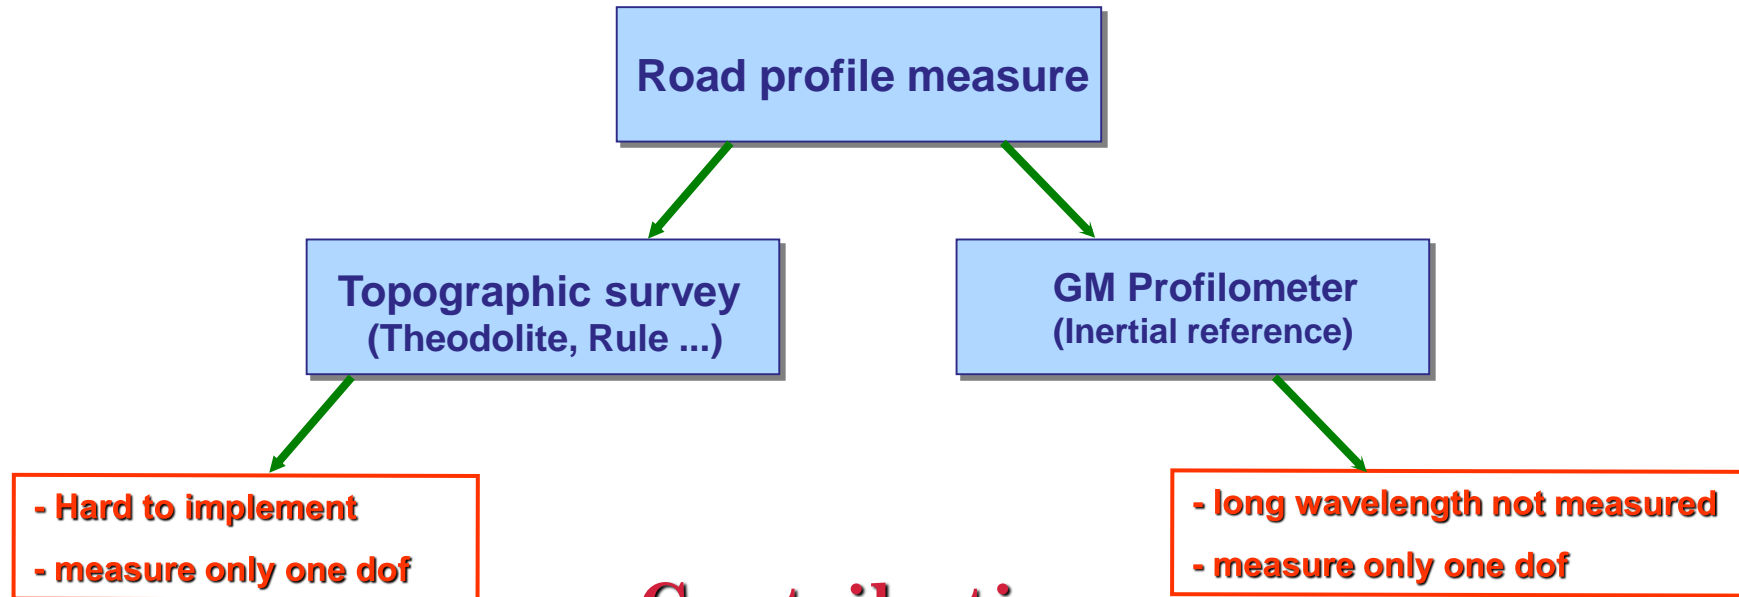 Road profile measure
Topographic survey
(Theodolite, Rule ...)
GM Profilometer
(Inertial reference)
- Hard to implement
- measure only one dof
- long wavelength not measured
- measure only one dof